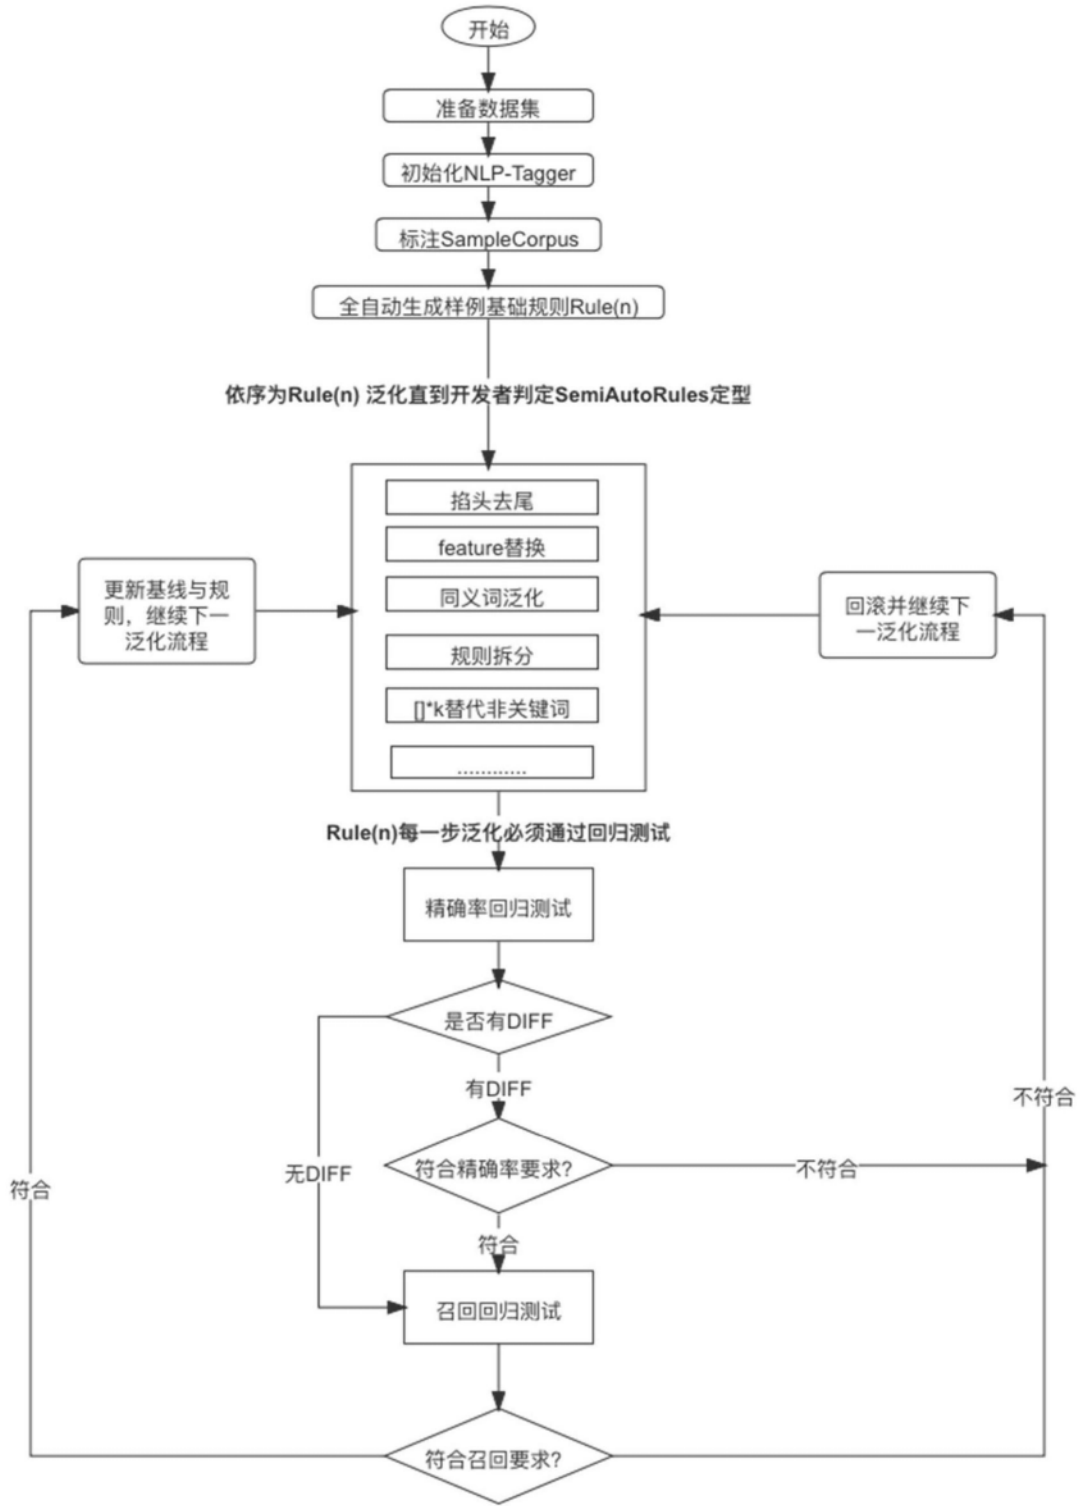 开始
准备数据集
初始化NLP-Tagger
标注SampleCorpus
全自动生成样例基础规则Rule(n)
依序为Rule(n) 泛化直到开发者判定SemiAutoRules定型
掐头去尾
feature替换
同义词泛化
规则拆分
[]*k替代非关键词
............
更新基线与规
则，继续下一
泛化流程
回滚并继续下
一泛化流程
Rule(n)每一步泛化必须通过回归测试
精确率回归测试
是否有DIFF
有DIFF
无DIFF
符合精确率要求?
不符合
不符合
符合
符合
召回回归测试
符合召回要求?